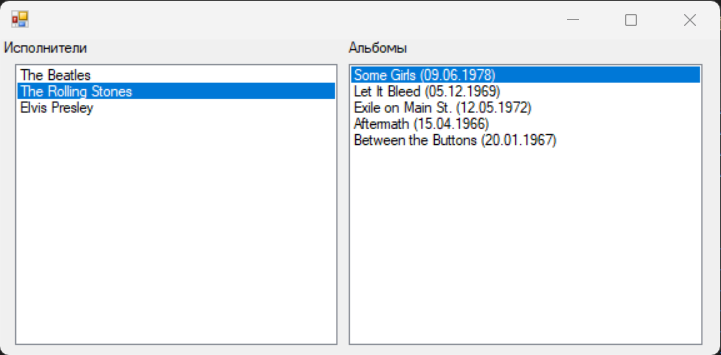 Исполнители
Альбомы
The Beatles
The Rolling Stones
Elvis Presley
Some Girls (09.06.1978)
Let It Bleed (05.12.1969)
Exile on Main St. (12.05.1972)
Aftermath (15.04.1966)
Between the Buttons (20.01.1967)